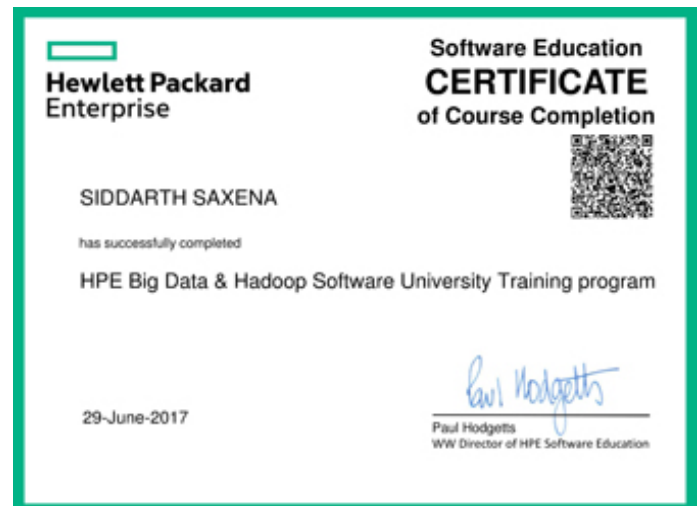 Hewlett Packard
Enterprise
Software Education
CERTIFICATE
of Course Completion
SIDDARTH SAXENA
has successfully completed
HPE Big Data & Hadoop Software University Training program
29-June-2017
Paul Hodgetts
Paul Hodgetts
WW Director of HPE Software Education